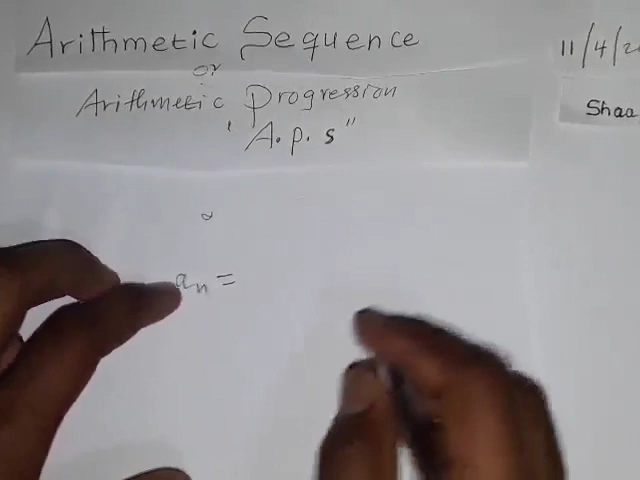 Arithmetic Sequence
or
Arithmetic Progression
"A.p.s"
11/4/2
Shaa
aₙ =